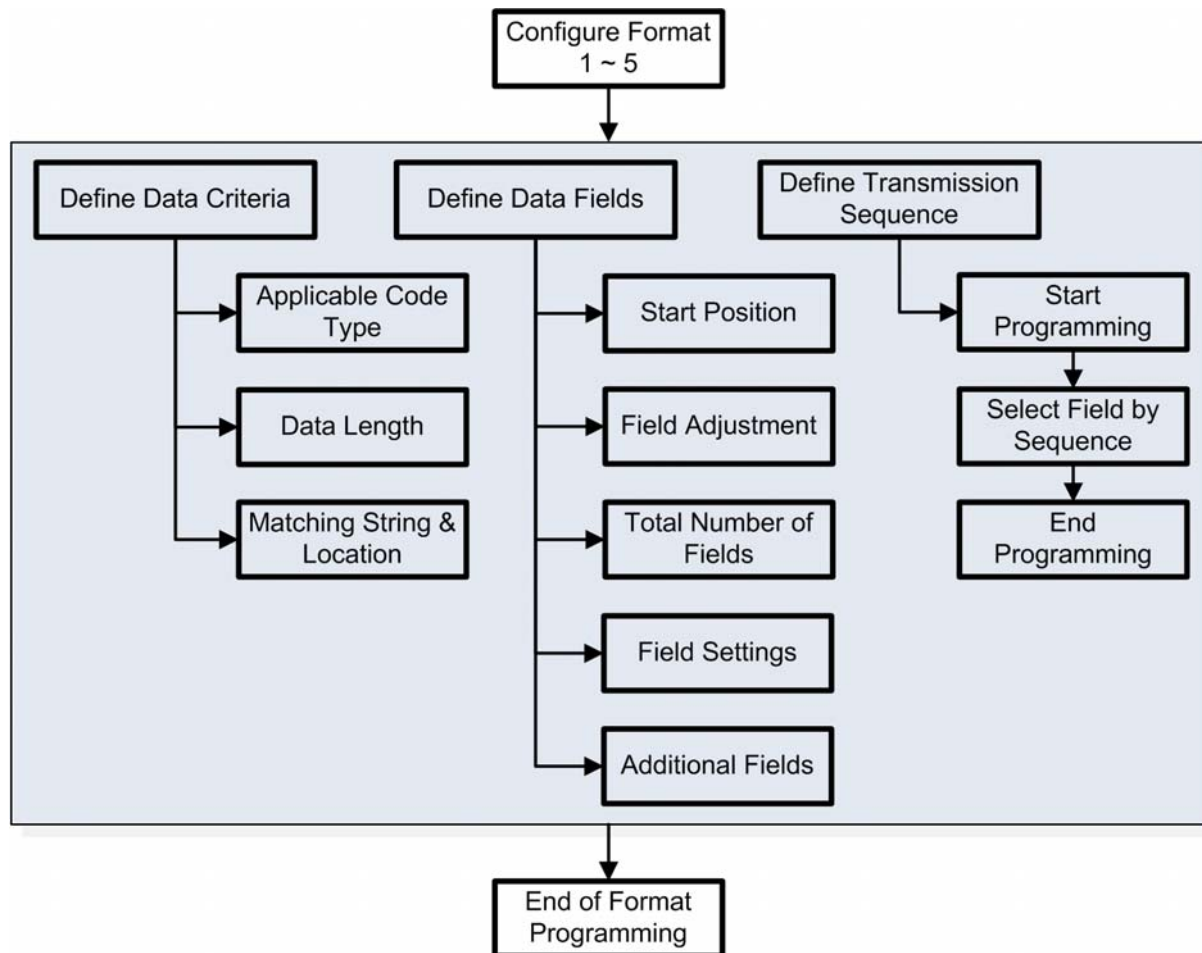 Configure Format
1 ~ 5
Define Data Criteria
Applicable Code
Type
Data Length
Matching String &
Location
Define Data Fields
Start Position
Field Adjustment
Total Number of
Fields
Field Settings
Additional Fields
Define Transmission
Sequence
Start
Programming
Select Field by
Sequence
End
Programming
End of Format
Programming